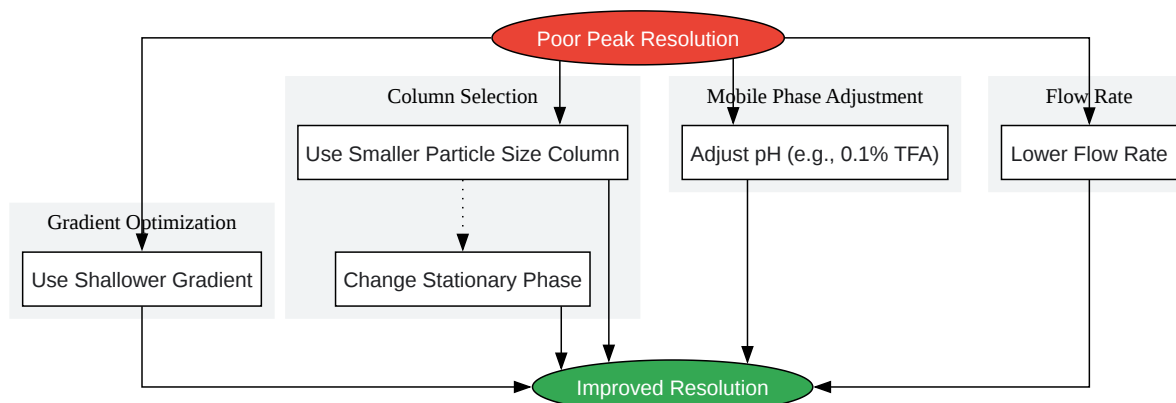 Poor Peak Resolution
Column Selection
Mobile Phase Adjustment
Flow Rate
Use Smaller Particle Size Column
Adjust pH (e.g., 0.1% TFA)
Lower Flow Rate
Gradient Optimization
Use Shallower Gradient
Change Stationary Phase
Improved Resolution